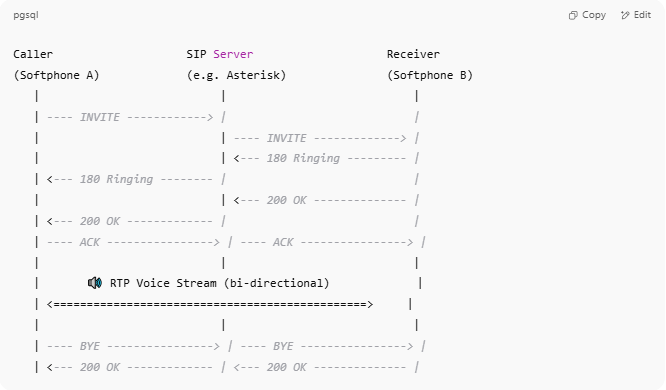 pgsql Copy Edit
Caller SIP Server Receiver
(Softphone A) (e.g. Asterisk) (Softphone B)
| | |
| ---- INVITE -------------> | |
| | ---- INVITE -------------> |
| | <--- 180 Ringing --------- |
| <--- 180 Ringing -------- | |
| | <--- 200 OK ------------- |
| <--- 200 OK ------------- | |
| ---- ACK ----------------> | ---- ACK ----------------> |
| | |
| 🔊 RTP Voice Stream (bi-directional) |
| <===============================================> |
| | |
| ---- BYE ----------------> | ---- BYE ----------------> |
| <--- 200 OK ------------- | <--- 200 OK ------------- |